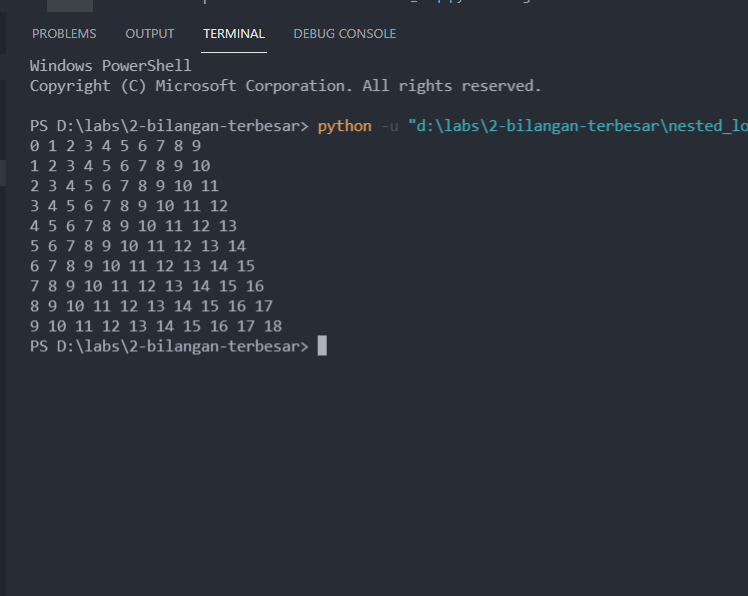 PROBLEMS OUTPUT TERMINAL DEBUG CONSOLE
Windows PowerShell
Copyright (C) Microsoft Corporation. All rights reserved.
PS D:\labs\2-bilangan-terbesar> python -u "d:\labs\2-bilangan-terbesar\nested_lo
0 1 2 3 4 5 6 7 8 9
1 2 3 4 5 6 7 8 9 10
2 3 4 5 6 7 8 9 10 11
3 4 5 6 7 8 9 10 11 12
4 5 6 7 8 9 10 11 12 13
5 6 7 8 9 10 11 12 13 14
6 7 8 9 10 11 12 13 14 15
7 8 9 10 11 12 13 14 15 16
8 9 10 11 12 13 14 15 16 17
9 10 11 12 13 14 15 16 17 18
PS D:\labs\2-bilangan-terbesar>